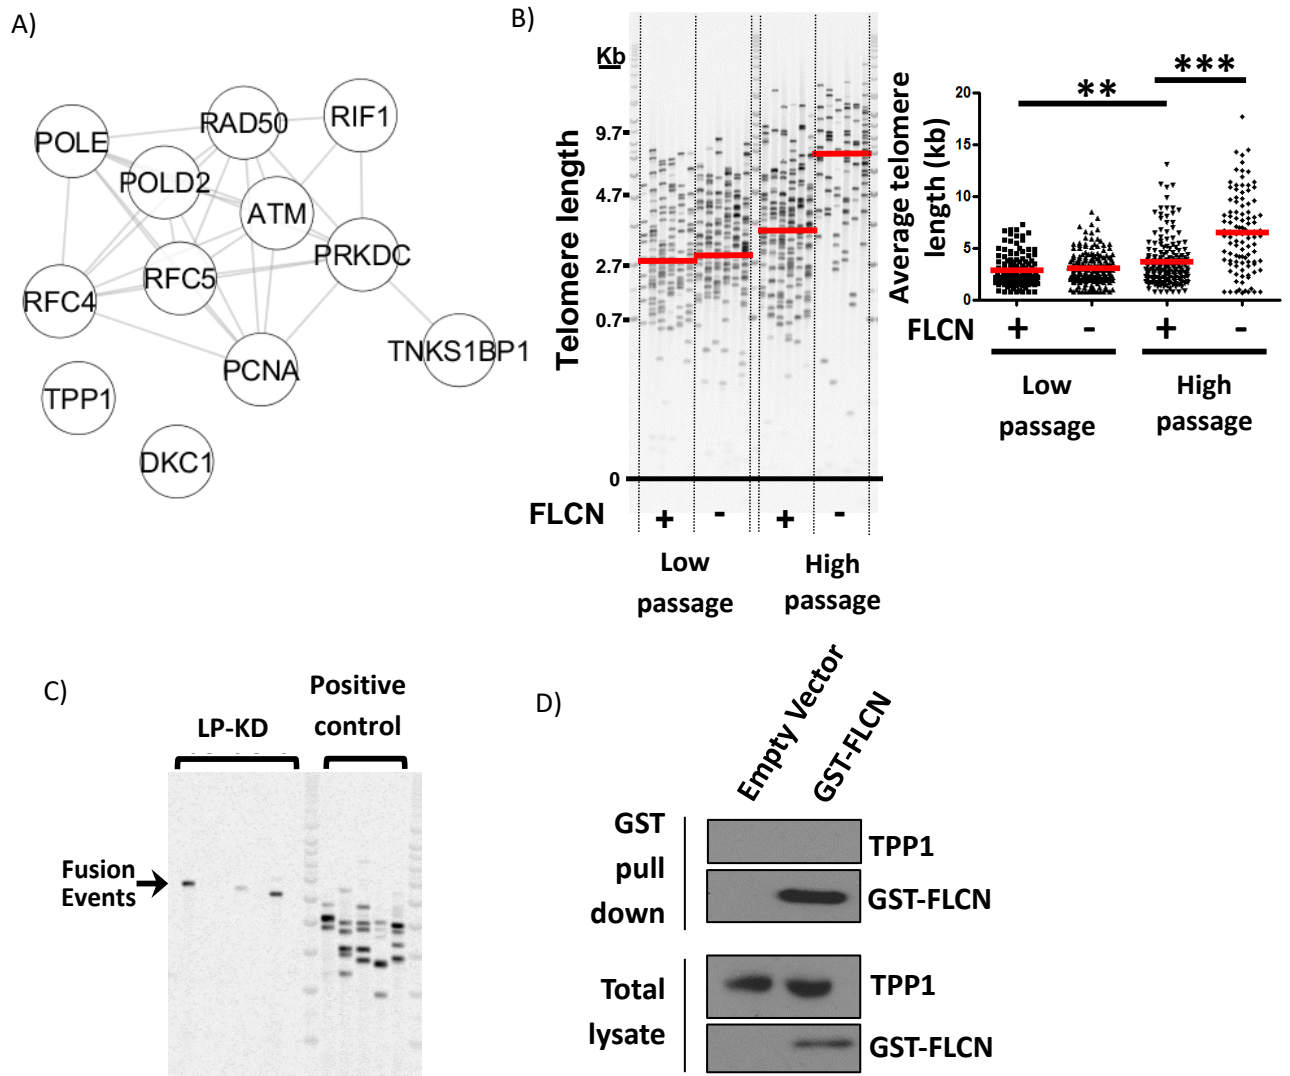 A)
POLE
RAD50
RIF1
POLD2
ATM
PRKDC
RFC5
RFC4
TNKS1BP1
PCNA
TPP1
DKC1
B)
Kb
Telomere length
9.7
4.7
2.7
0.7
0
FLCN + - + -
Low
passage
High
passage
Average telomere
length (kb)
20
15
10
5
0
**
***
FLCN + - + -
Low
passage
High
passage
C)
LP-KD
Positive
control
Fusion
Events
D)
Empty Vector
GST-FLCN
GST
pull
down
TPP1
GST-FLCN
Total
lysate
TPP1
GST-FLCN